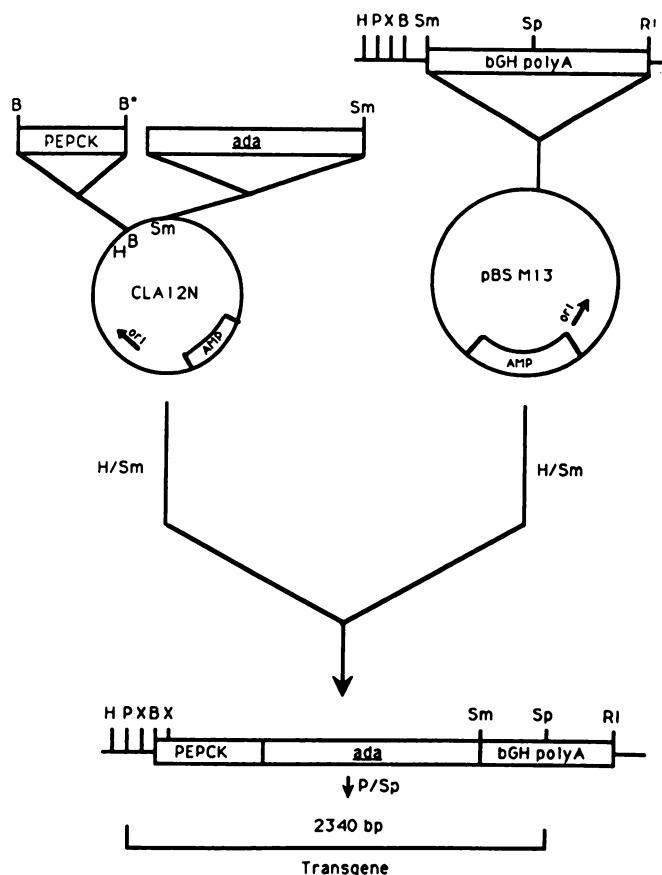 H P X B Sm Sp RI
bGH polyA
B B* Sm
PEPCK ada
H B Sm
CLA12N
ori
AMP
pBS M13
ori
AMP
H/Sm H/Sm
H P X B X Sm Sp RI
PEPCK ada bGH polyA
P/Sp
2340 bp
Transgene